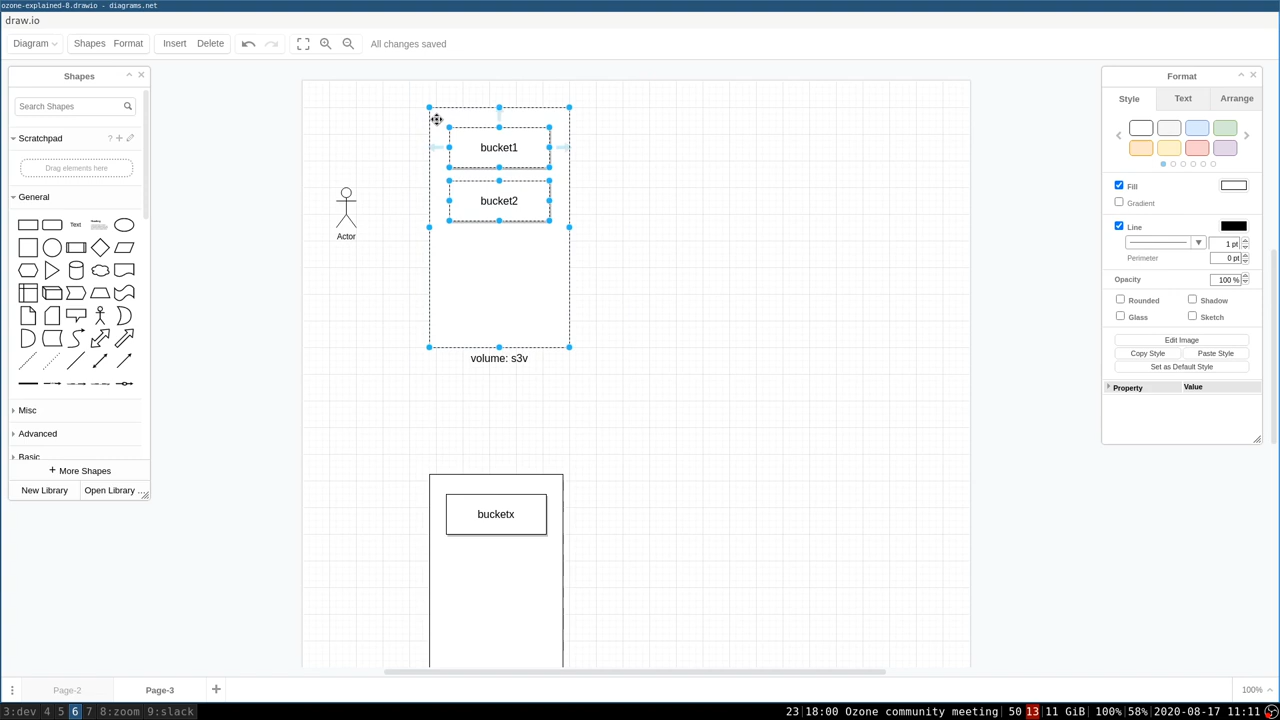 ozone-explained-8.drawio - diagrams.net
draw.io
Diagram Shapes Format Insert Delete All changes saved
Shapes
Search Shapes
Scratchpad ?
Drag elements here
General
Text
Misc
Advanced
Basic
+ More Shapes
New Library Open Library ...
Actor
bucket1
bucket2
volume: s3v
bucketx
Format
Style Text Arrange
Fill
Gradient
Line
1 pt
Perimeter 0 pt
Opacity 100 %
Rounded Shadow
Glass Sketch
Edit Image
Copy Style Paste Style
Set as Default Style
Property Value
Page-2 Page-3
100%
3:dev 4 5 6 7 8:zoom 9:slack
23|18:00 Ozone community meeting| 50 13 11 GiB| 100%|58%|2020-08-17 11:11